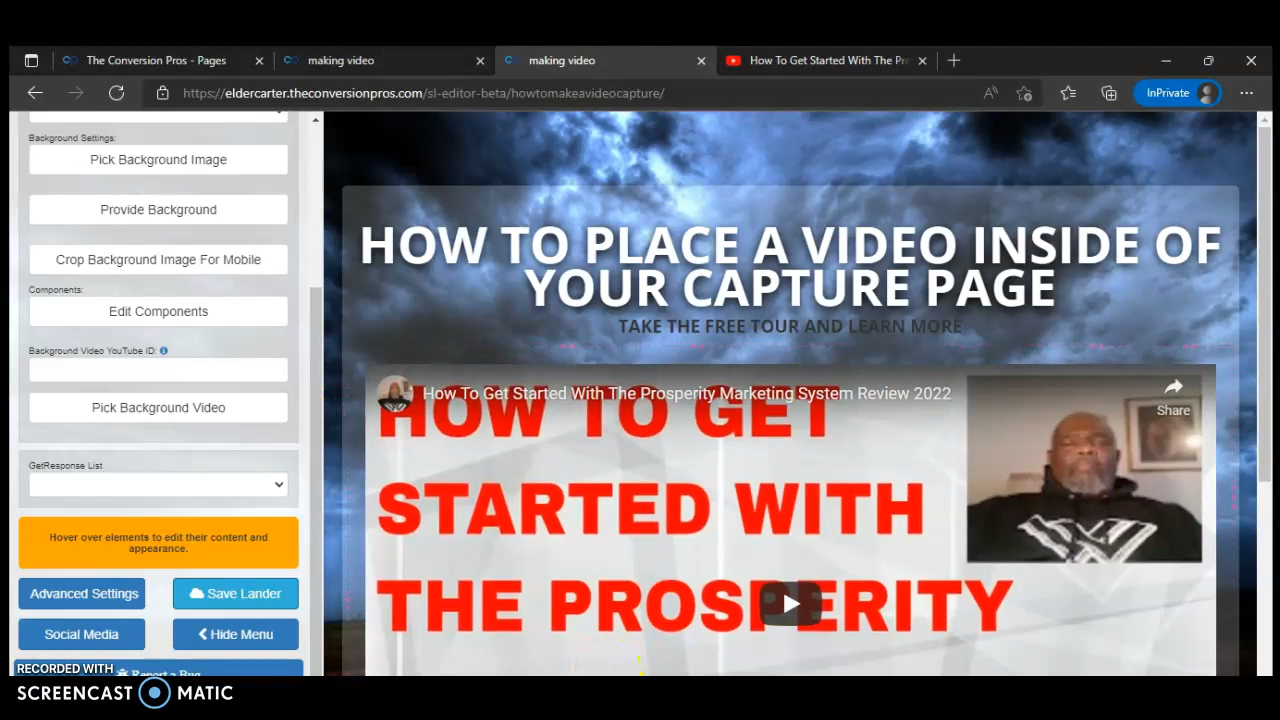 The Conversion Pros - Pages
making video
making video
How To Get Started With The Pr
https://eldercarter.theconversionpros.com/sl-editor-beta/howtomakeavideocapture/
InPrivate
Background Settings:
Pick Background Image
Provide Background
Crop Background Image For Mobile
Components:
Edit Components
Background Video YouTube ID:
Pick Background Video
GetResponse List
Hover over elements to edit their content and
appearance.
Advanced Settings
Save Lander
Social Media
Hide Menu
Report a Bug
HOW TO PLACE A VIDEO INSIDE OF
YOUR CAPTURE PAGE
TAKE THE FREE TOUR AND LEARN MORE
How To Get Started With The Prosperity Marketing System Review 2022
Share
HOW TO GET
STARTED WITH
THE PROSPERITY
RECORDED WITH
SCREENCAST MATIC